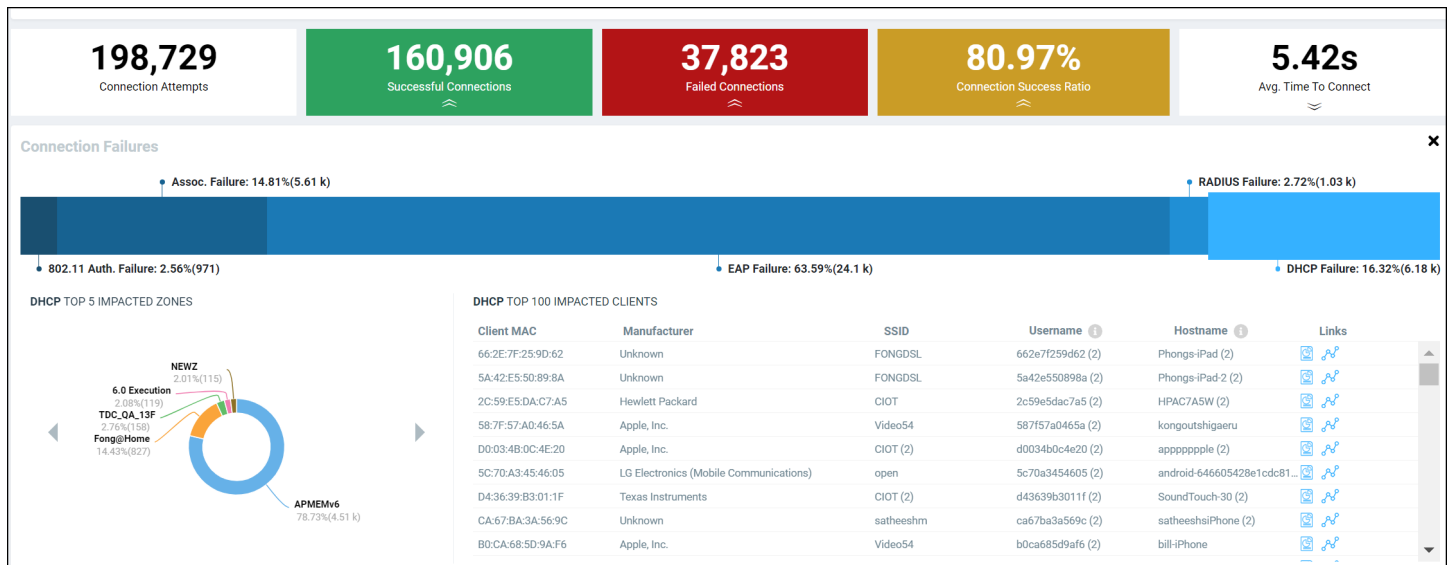 198,729
Connection Attempts
160,906
Successful Connections
37,823
Failed Connections
80.97%
Connection Success Ratio
5.42s
Avg. Time To Connect
Connection Failures
Assoc. Failure: 14.81%(5.61 k)
RADIUS Failure: 2.72%(1.03 k)
802.11 Auth. Failure: 2.56%(971)
EAP Failure: 63.59%(24.1 k)
DHCP Failure: 16.32%(6.18 k)
DHCP TOP 5 IMPACTED ZONES
NEWZ
2.01%(115)
6.0 Execution
2.08%(119)
TDC_QA_13F
2.76%(158)
Fong@Home
14.43%(827)
APMEMv6
78.73%(4.51 k)
DHCP TOP 100 IMPACTED CLIENTS
Client MAC Manufacturer SSID Username Hostname Links
66:2E:7F:25:9D:62 Unknown FONGDSL 662e7f259d62 (2) Phongs-iPad (2)
5A:42:E5:50:89:8A Unknown FONGDSL 5a42e550898a (2) Phongs-iPad-2 (2)
2C:59:E5:DA:C7:A5 Hewlett Packard CIOT 2c59e5dac7a5 (2) HPAC7A5W (2)
58:7F:57:A0:46:5A Apple, Inc. Video54 587f57a0465a (2) kongoutshigaeru
D0:03:4B:0C:4E:20 Apple, Inc. CIOT (2) d0034b0c4e20 (2) appppppple (2)
5C:70:A3:45:46:05 LG Electronics (Mobile Communications) open 5c70a3454605 (2) android-646605428e1cdc81...
D4:36:39:B3:01:1F Texas Instruments CIOT (2) d43639b3011f (2) SoundTouch-30 (2)
CA:67:BA:3A:56:9C Unknown satheeshm ca67ba3a569c (2) satheeshsiPhone (2)
B0:CA:68:5D:9A:F6 Apple, Inc. Video54 b0ca685d9af6 (2) bill-iPhone